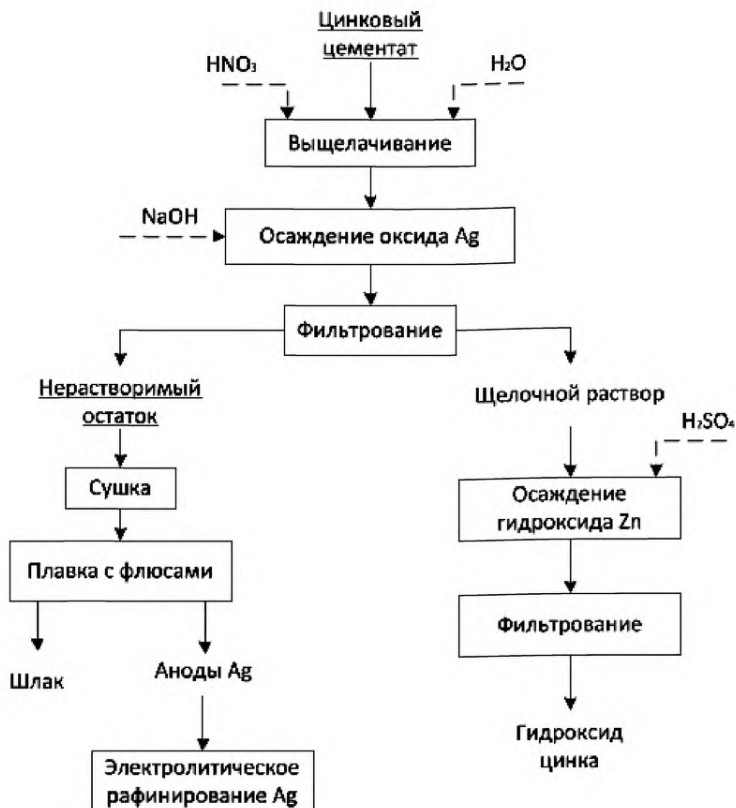 Цинковый
цементат
HNO₃
H₂O
Выщелачивание
NaOH
Осаждение оксида Ag
Фильтрование
Нерастворимый
остаток
Щелочной раствор
H₂SO₄
Сушка
Осаждение
гидроксида Zn
Плавка с флюсами
Фильтрование
Шлак
Аноды Ag
Гидроксид
цинка
Электролитическое
рафинирование Ag